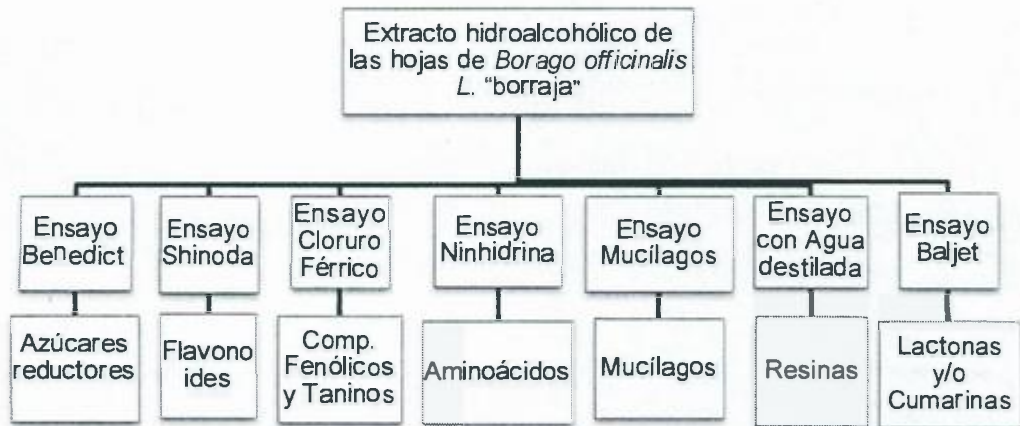 Extracto hidroalcohólico de
las hojas de Borago officinalis
L. "borraja"
Ensayo
Benedict
Ensayo
Shinoda
Ensayo
Cloruro
Férrico
Ensayo
Ninhidrina
Ensayo
Mucílagos
Ensayo
con Agua
destilada
Ensayo
Baljet
Azúcares
reductores
Flavono
ides
Comp.
Fenólicos
y Taninos
Aminoácidos
Mucílagos
Resinas
Lactonas
y/o
Cumarinas